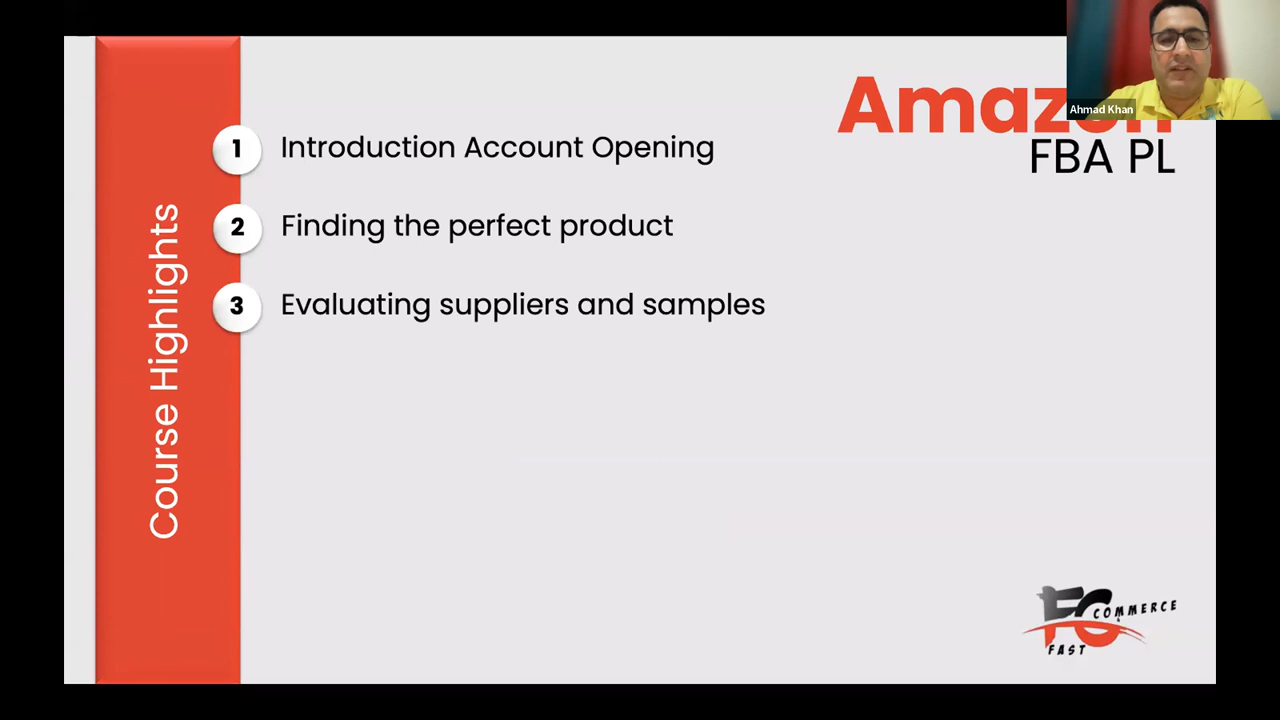 Ahmad Khan
Amazon
FBA PL
Course Highlights
1 Introduction Account Opening
2 Finding the perfect product
3 Evaluating suppliers and samples
FC COMMERCE
FAST